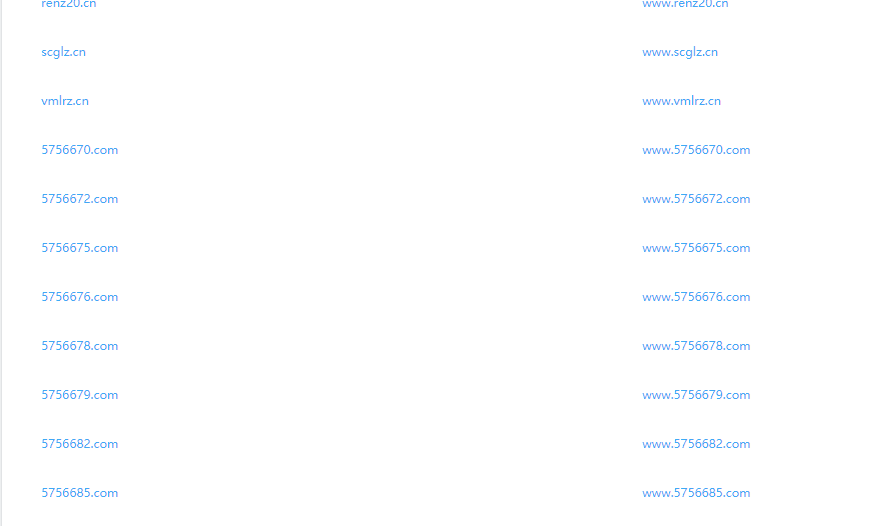 renz20.cn www.renz20.cn
scglz.cn www.scglz.cn
vmlrz.cn www.vmlrz.cn
5756670.com www.5756670.com
5756672.com www.5756672.com
5756675.com www.5756675.com
5756676.com www.5756676.com
5756678.com www.5756678.com
5756679.com www.5756679.com
5756682.com www.5756682.com
5756685.com www.5756685.com